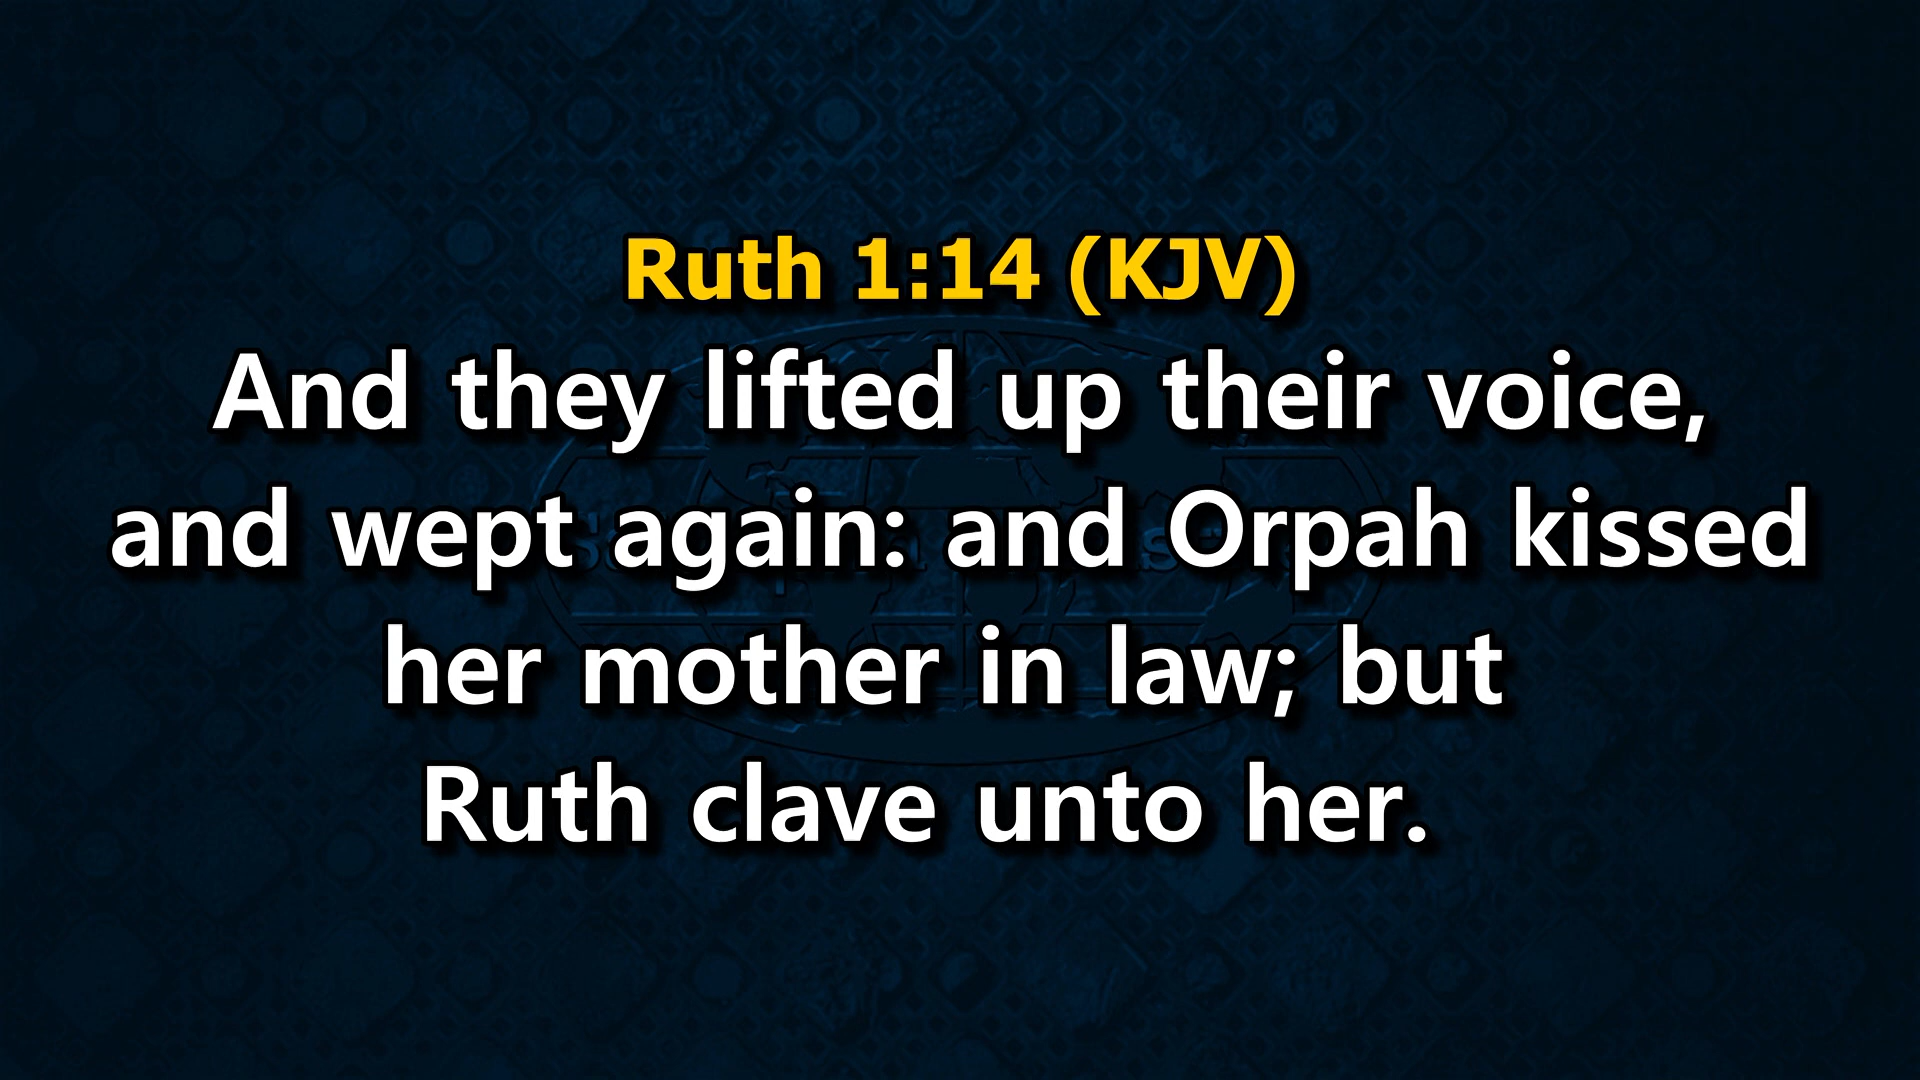 Ruth 1:14 (KJV)
And they lifted up their voice,
and wept again: and Orpah kissed
her mother in law; but
Ruth clave unto her.